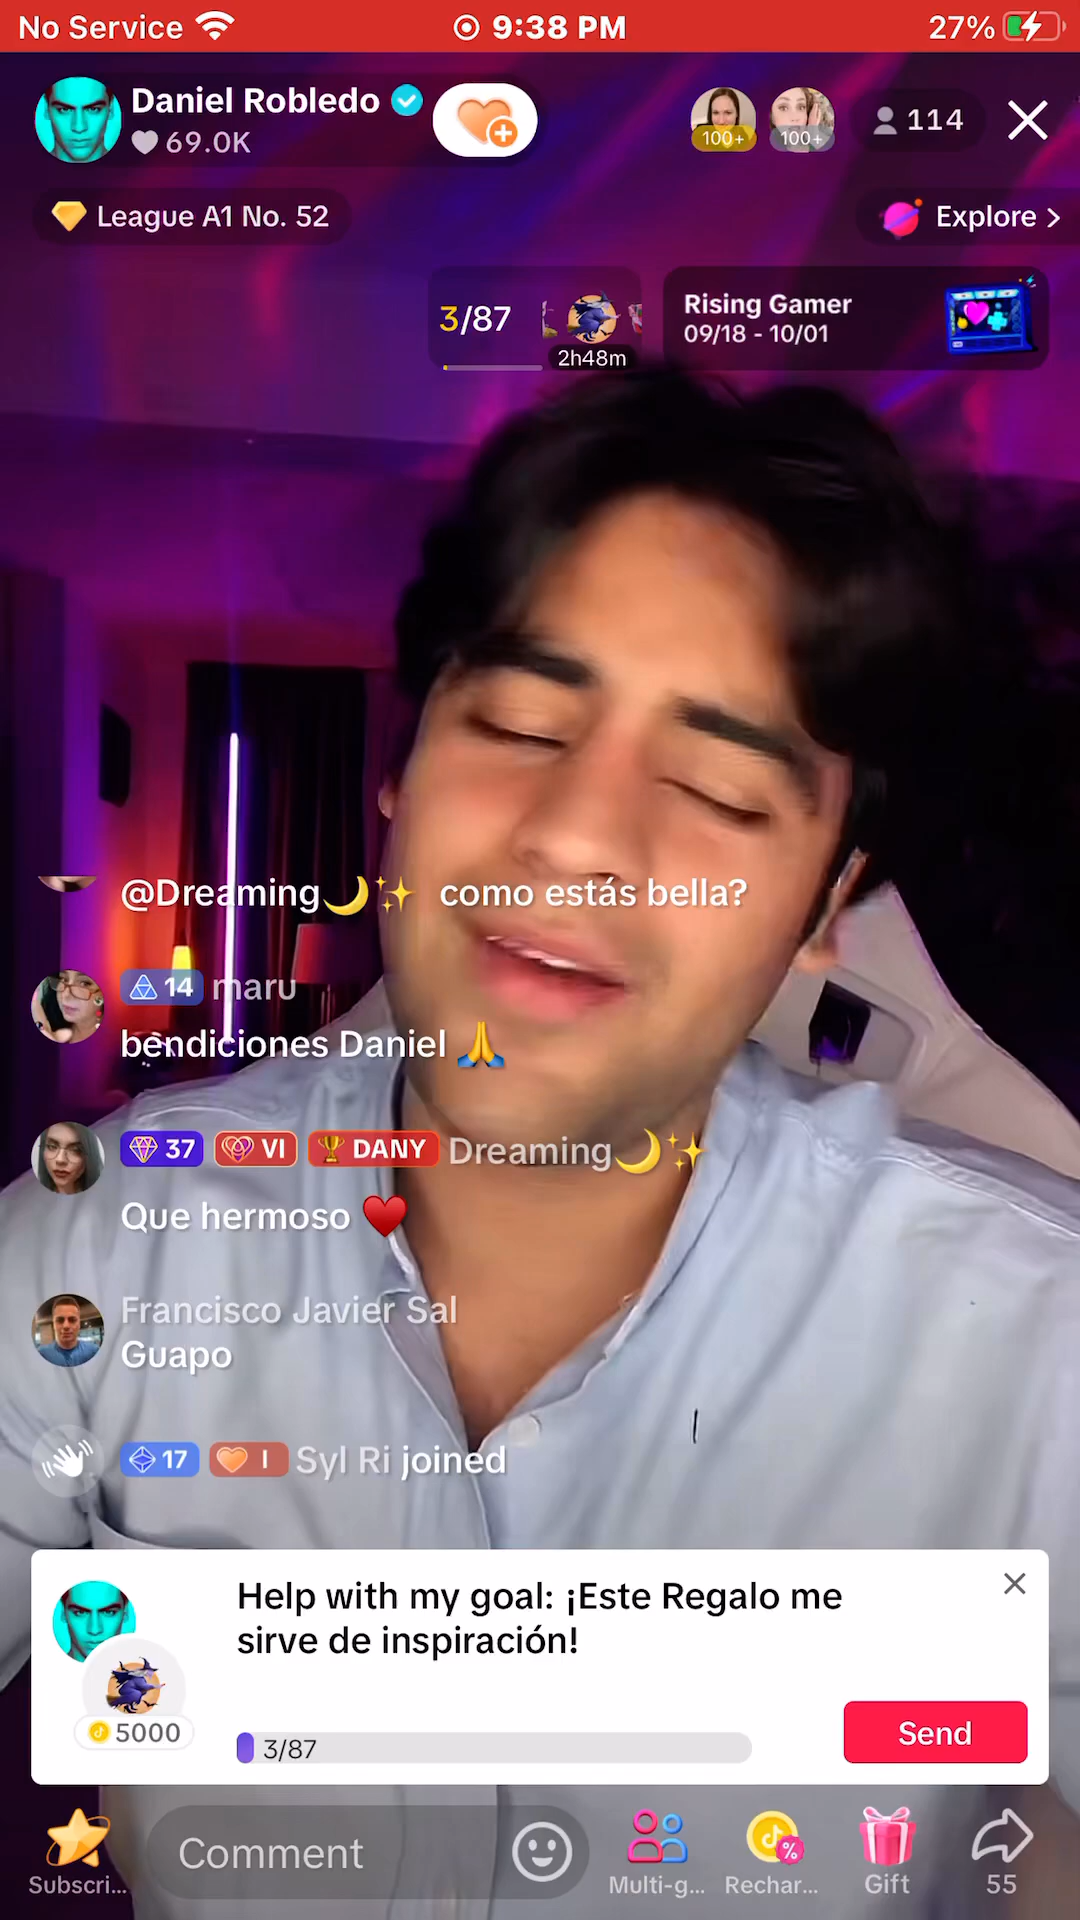 No Service 9:38 PM 27%
Daniel Robledo
69.0K
100+ 100+ 114
League A1 No. 52
Explore >
3/87
2h48m
Rising Gamer
09/18 - 10/01
@Dreaming🌙✨ como estás bella?
14 maru
bendiciones Daniel 🙏
37 VI DANY Dreaming🌙✨
Que hermoso ♥️
Francisco Javier Sal
Guapo
17 I Syl Ri joined
Help with my goal: ¡Este Regalo me
sirve de inspiración!
5000
3/87
Send
Comment
Subscri...
Multi-g...
Rechar...
Gift
55